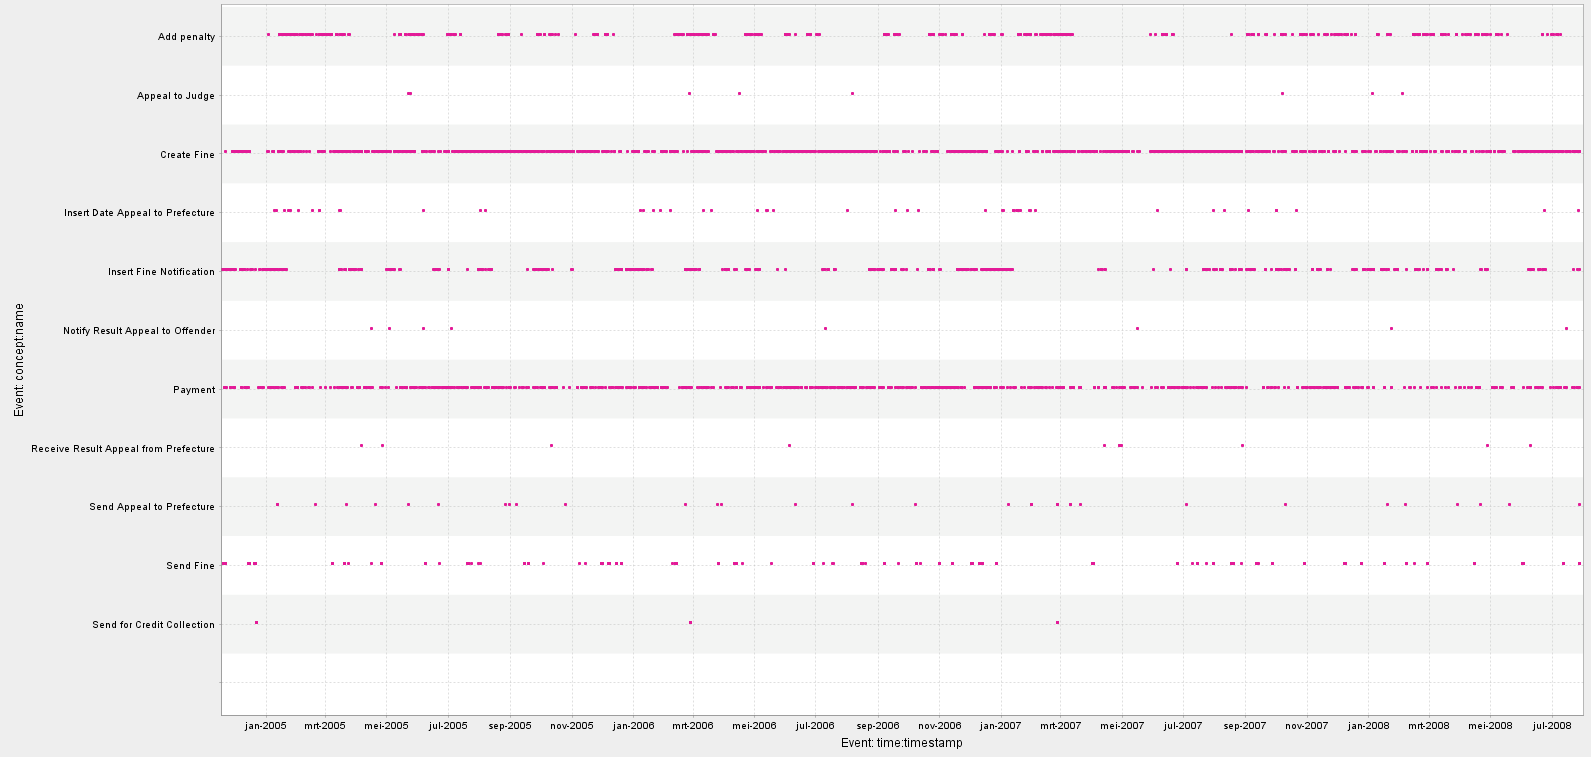 Add penalty
Appeal to Judge
Create Fine
Insert Date Appeal to Prefecture
Insert Fine Notification
Notify Result Appeal to Offender
Payment
Receive Result Appeal from Prefecture
Send Appeal to Prefecture
Send Fine
Send for Credit Collection
Event: concept:name
jan-2005 mrt-2005 mei-2005 jul-2005 sep-2005 nov-2005 jan-2006 mrt-2006 mei-2006 jul-2006 sep-2006 nov-2006 jan-2007 mrt-2007 mei-2007 jul-2007 sep-2007 nov-2007 jan-2008 mrt-2008 mei-2008 jul-2008
Event: time:timestamp